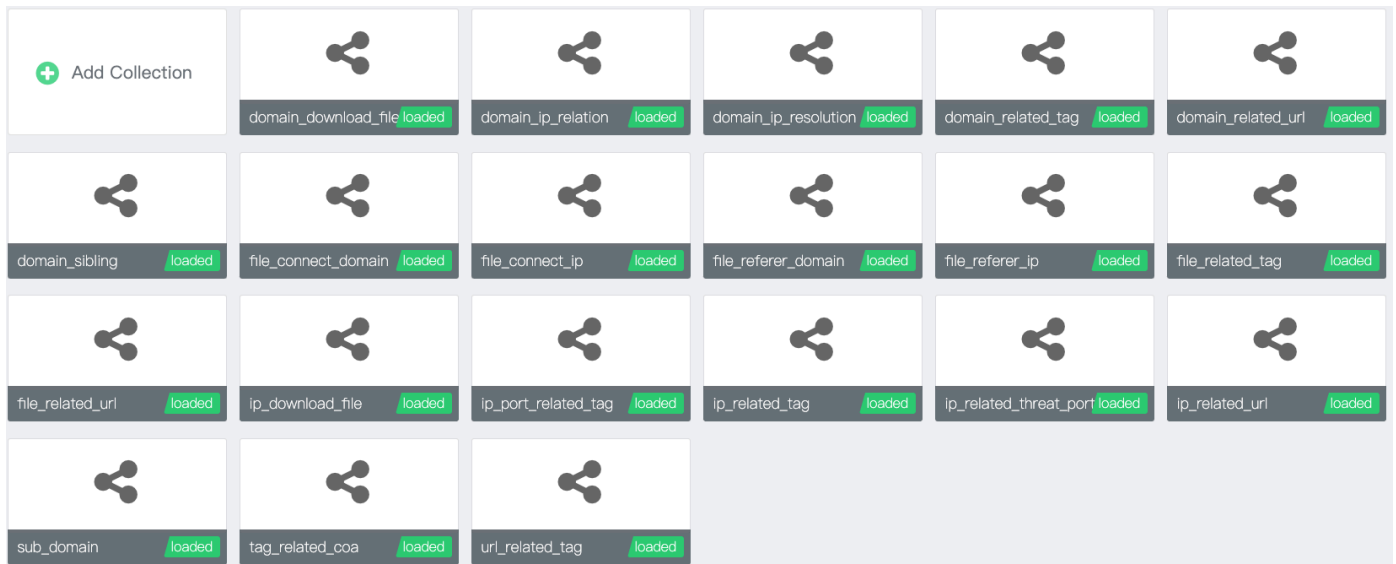 Add Collection
domain_download_file loaded
domain_ip_relation loaded
domain_ip_resolution loaded
domain_related_tag loaded
domain_related_url loaded
domain_sibling loaded
file_connect_domain loaded
file_connect_ip loaded
file_referer_domain loaded
file_referer_ip loaded
file_related_tag loaded
file_related_url loaded
ip_download_file loaded
ip_port_related_tag loaded
ip_related_tag loaded
ip_related_threat_port loaded
ip_related_url loaded
sub_domain loaded
tag_related_coa loaded
url_related_tag loaded